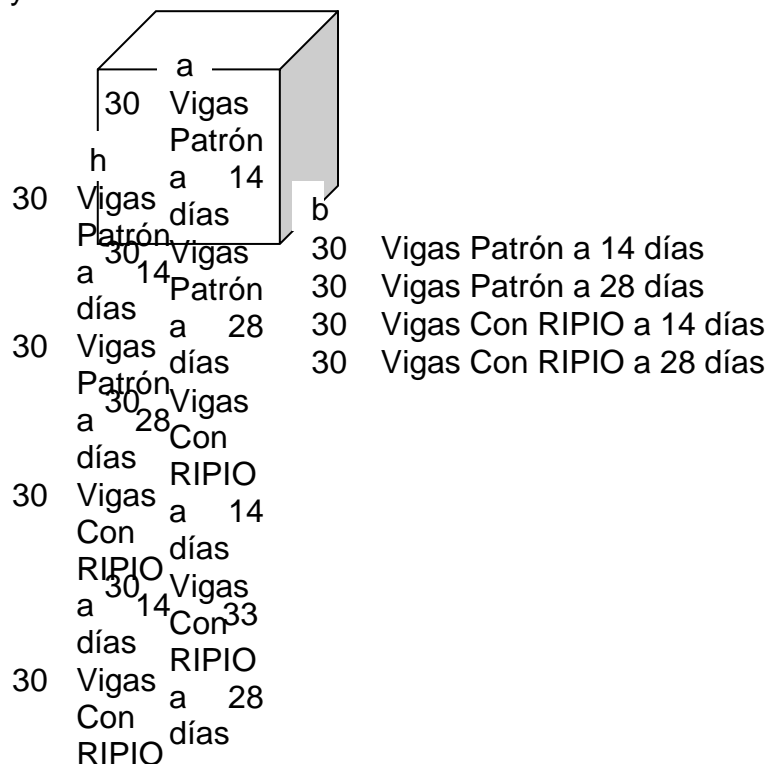 y
a
30 Vigas
Patrón
a 14
días
30 Vigas
Patrón
a 28
días
30 Vigas
Con
RIPIO
a 14
días
30 Vigas
Con
RIPIO
a 28
días
h
30 Vigas
Patrón
a 14
días
30 Vigas
Patrón
a 28
días
30 Vigas
Con
RIPIO
a 14
días
30 Vigas
Con
RIPIO
b
30 Vigas Patrón a 14 días
30 Vigas Patrón a 28 días
30 Vigas Con RIPIO a 14 días
30 Vigas Con RIPIO a 28 días
33